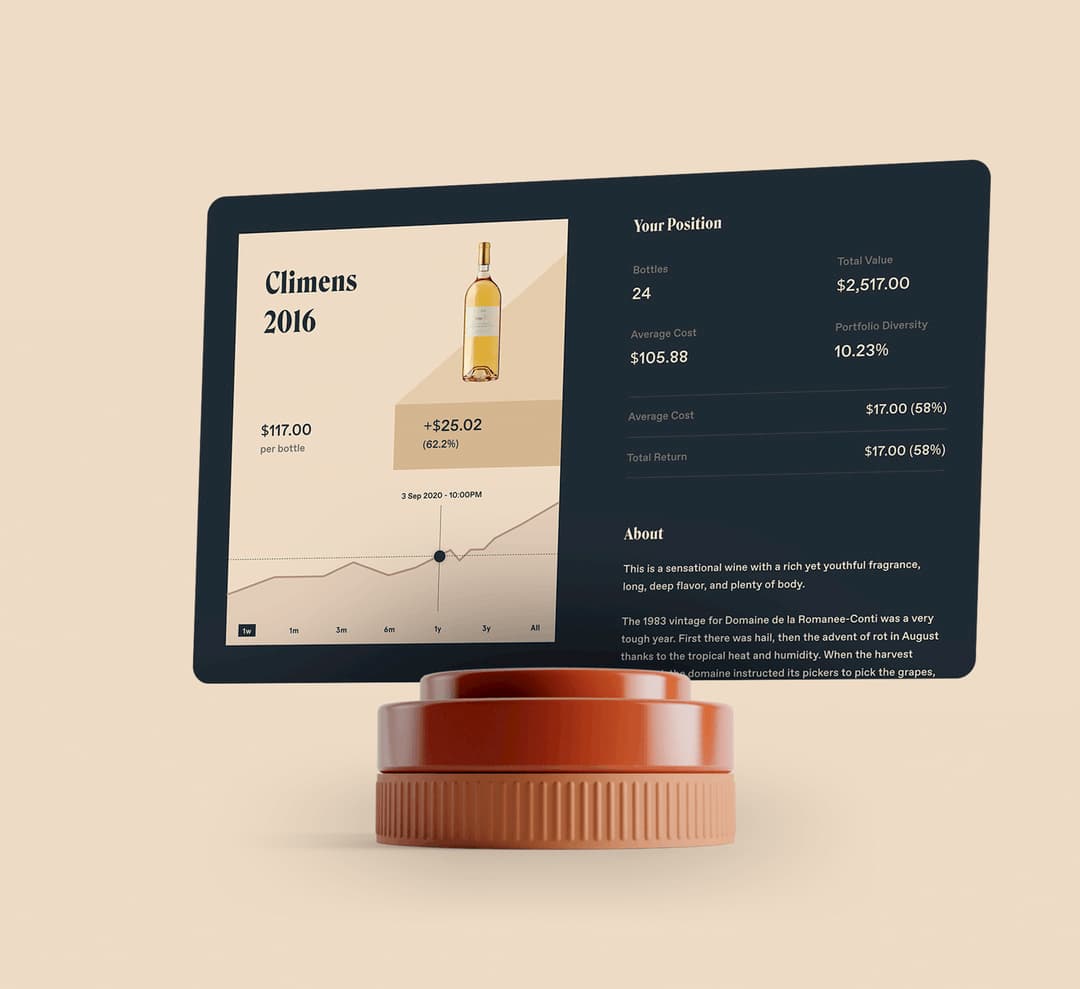 Climens
2016
$117.00
per bottle
+$25.02
(62.2%)
3 Sep 2020 - 10:00PM
1w 1m 3m 6m 1y 3y All
Your Position
Bottles
24
Total Value
$2,517.00
Average Cost
$105.88
Portfolio Diversity
10.23%
Average Cost $17.00 (58%)
Total Return $17.00 (58%)
About
This is a sensational wine with a rich yet youthful fragrance,
long, deep flavor, and plenty of body.
The 1983 vintage for Domaine de la Romanee-Conti was a very
tough year. First there was hail, then the advent of rot in August
thanks to the tropical heat and humidity. When the harvest
domaine instructed its pickers to pick the grapes,